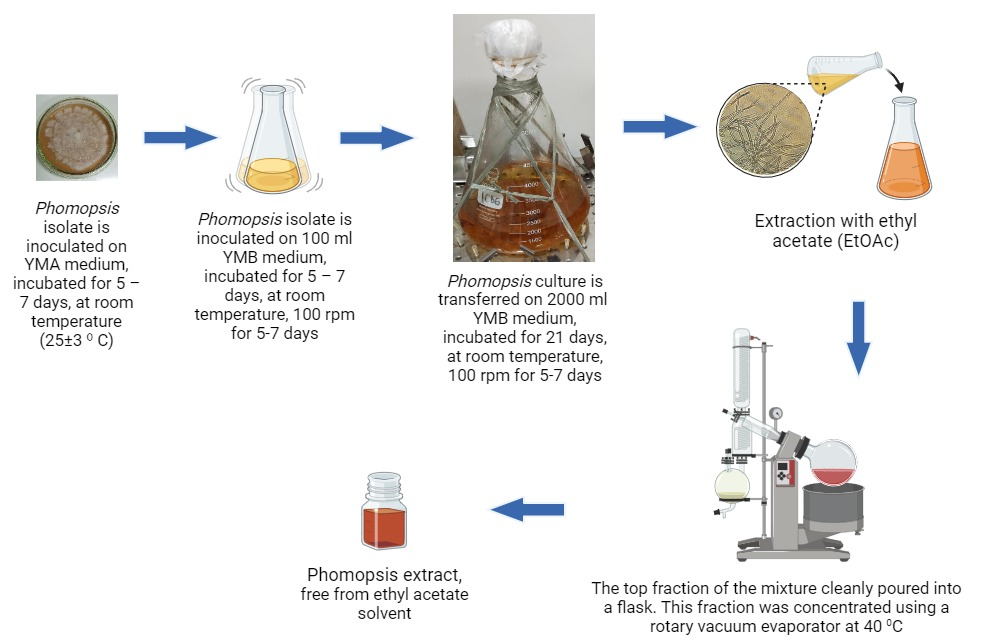 Phomopsis
isolate is
inoculated on
YMA medium,
incubated for 5 –
7 days, at room
temperature
(25±3 ⁰ C)
Phomopsis isolate is
inoculated on 100 ml
YMB medium,
incubated for 5 – 7
days, at room
temperature, 100 rpm
for 5-7 days
4000
3000
2500
2000
1500
Phomopsis culture is
transferred on 2000 ml
YMB medium,
incubated for 21 days,
at room temperature,
100 rpm for 5-7 days
Extraction with ethyl
acetate (EtOAc)
The top fraction of the mixture cleanly poured into
a flask. This fraction was concentrated using a
rotary vacuum evaporator at 40 ⁰C
Phomopsis extract,
free from ethyl acetate
solvent